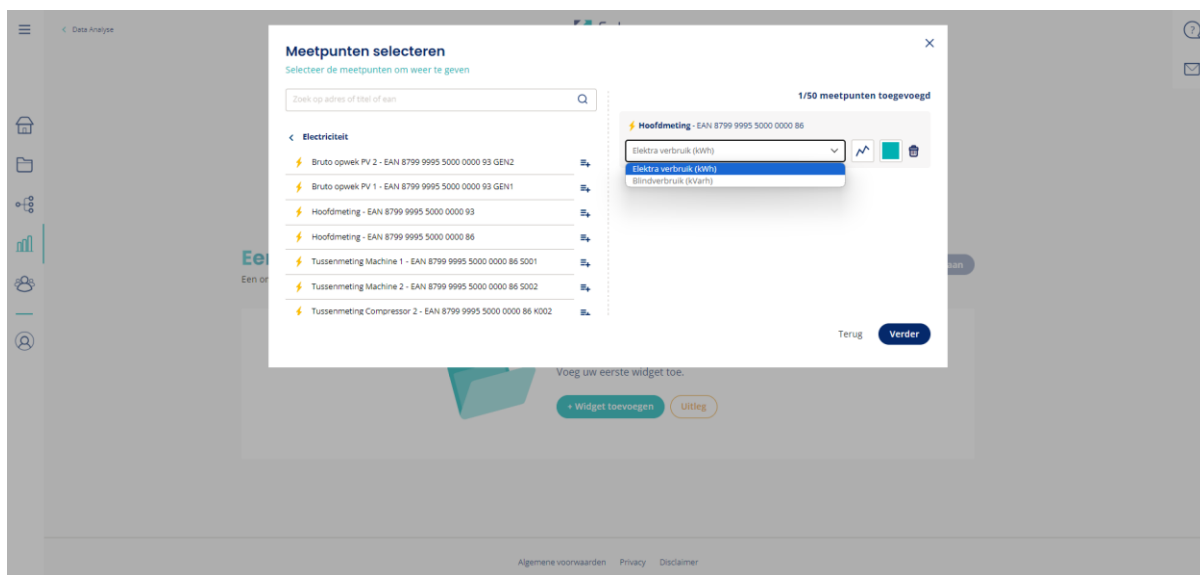 < Data Analyse
Meetpunten selecteren
Selecteer de meetpunten om weer te geven
Zoek op adres of titel of ean
1/50 meetpunten toegevoegd
Electriciteit
Bruto opwek PV 2 - EAN 8799 9995 5000 0000 93 GEN2
Bruto opwek PV 1 - EAN 8799 9995 5000 0000 93 GEN1
Hoofdmeting - EAN 8799 9995 5000 0000 93
Hoofdmeting - EAN 8799 9995 5000 0000 86
Tussenmeting Machine 1 - EAN 8799 9995 5000 0000 86 S001
Tussenmeting Machine 2 - EAN 8799 9995 5000 0000 86 S002
Tussenmeting Compressor 2 - EAN 8799 9995 5000 0000 86 K002
Hoofdmeting - EAN 8799 9995 5000 0000 86
Elektra verbruik (kWh)
Elektra verbruik (kWh)
Blindverbruik (kVarh)
Terug
Verder
Een or
aan
Voeg uw eerste widget toe.
+ Widget toevoegen
Uitleg
Algemene voorwaarden Privacy Disclaimer